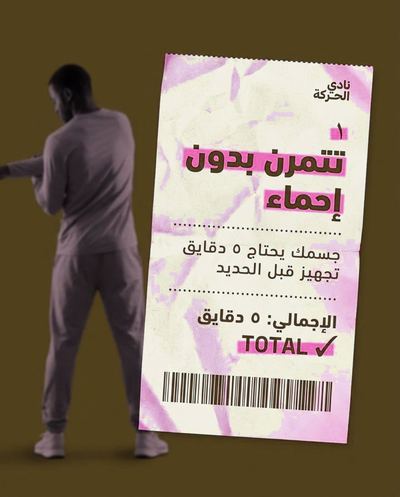 نادي
الحركة
١
تتمرن بدون
إحماء
جسمك يحتاج ٥ دقايق
تجهيز قبل الحديد
الإجمالي: ٥ دقايق
TOTAL ✓